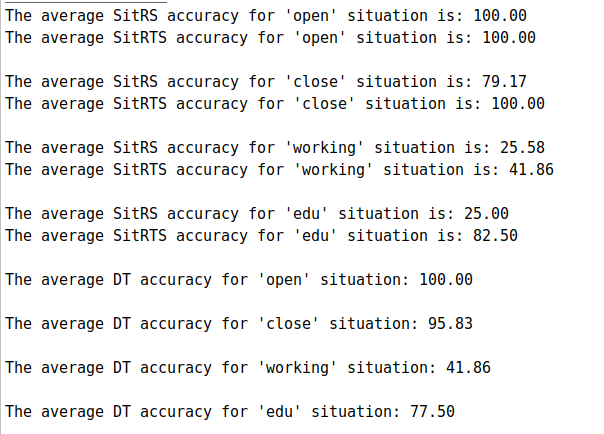 The average SitRS accuracy for 'open' situation is: 100.00
The average SitRTS accuracy for 'open' situation is: 100.00
The average SitRS accuracy for 'close' situation is: 79.17
The average SitRTS accuracy for 'close' situation is: 100.00
The average SitRS accuracy for 'working' situation is: 25.58
The average SitRTS accuracy for 'working' situation is: 41.86
The average SitRS accuracy for 'edu' situation is: 25.00
The average SitRTS accuracy for 'edu' situation is: 82.50
The average DT accuracy for 'open' situation: 100.00
The average DT accuracy for 'close' situation: 95.83
The average DT accuracy for 'working' situation: 41.86
The average DT accuracy for 'edu' situation: 77.50